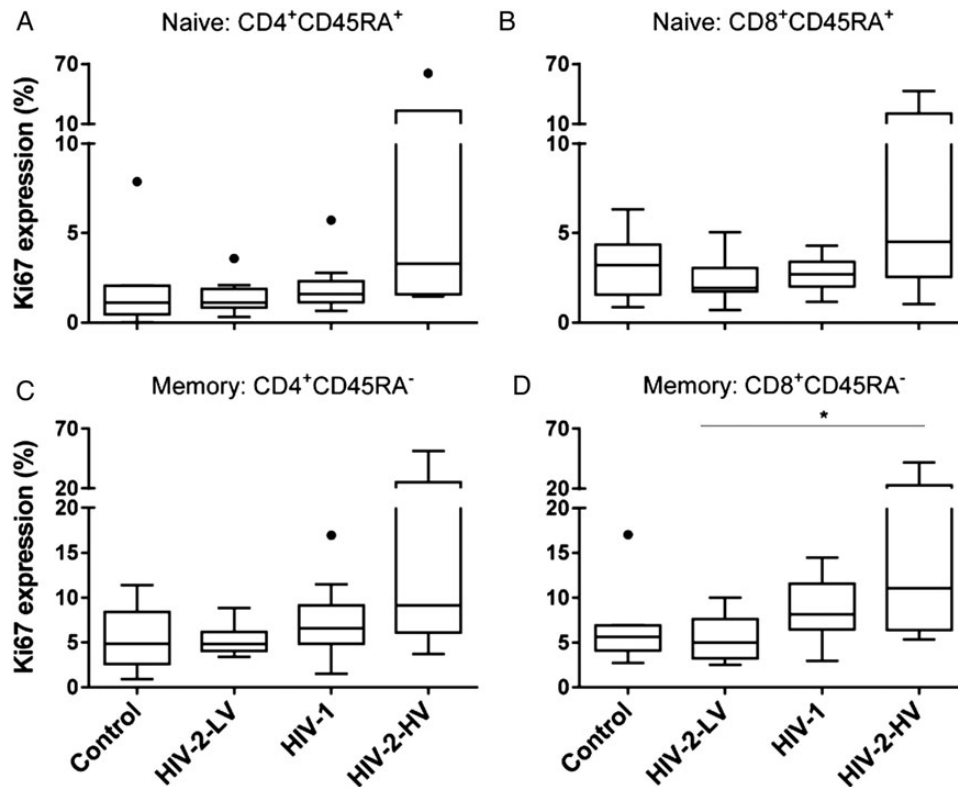 A Naive: CD4⁺CD45RA⁺
B Naive: CD8⁺CD45RA⁺
Ki67 expression (%)
70
10
10
5
0
70
10
10
5
0
C Memory: CD4⁺CD45RA⁻
D Memory: CD8⁺CD45RA⁻
Ki67 expression (%)
70
20
20
15
10
5
0
70
20
20
15
10
5
0
*
Control
HIV-2-LV
HIV-1
HIV-2-HV
Control
HIV-2-LV
HIV-1
HIV-2-HV